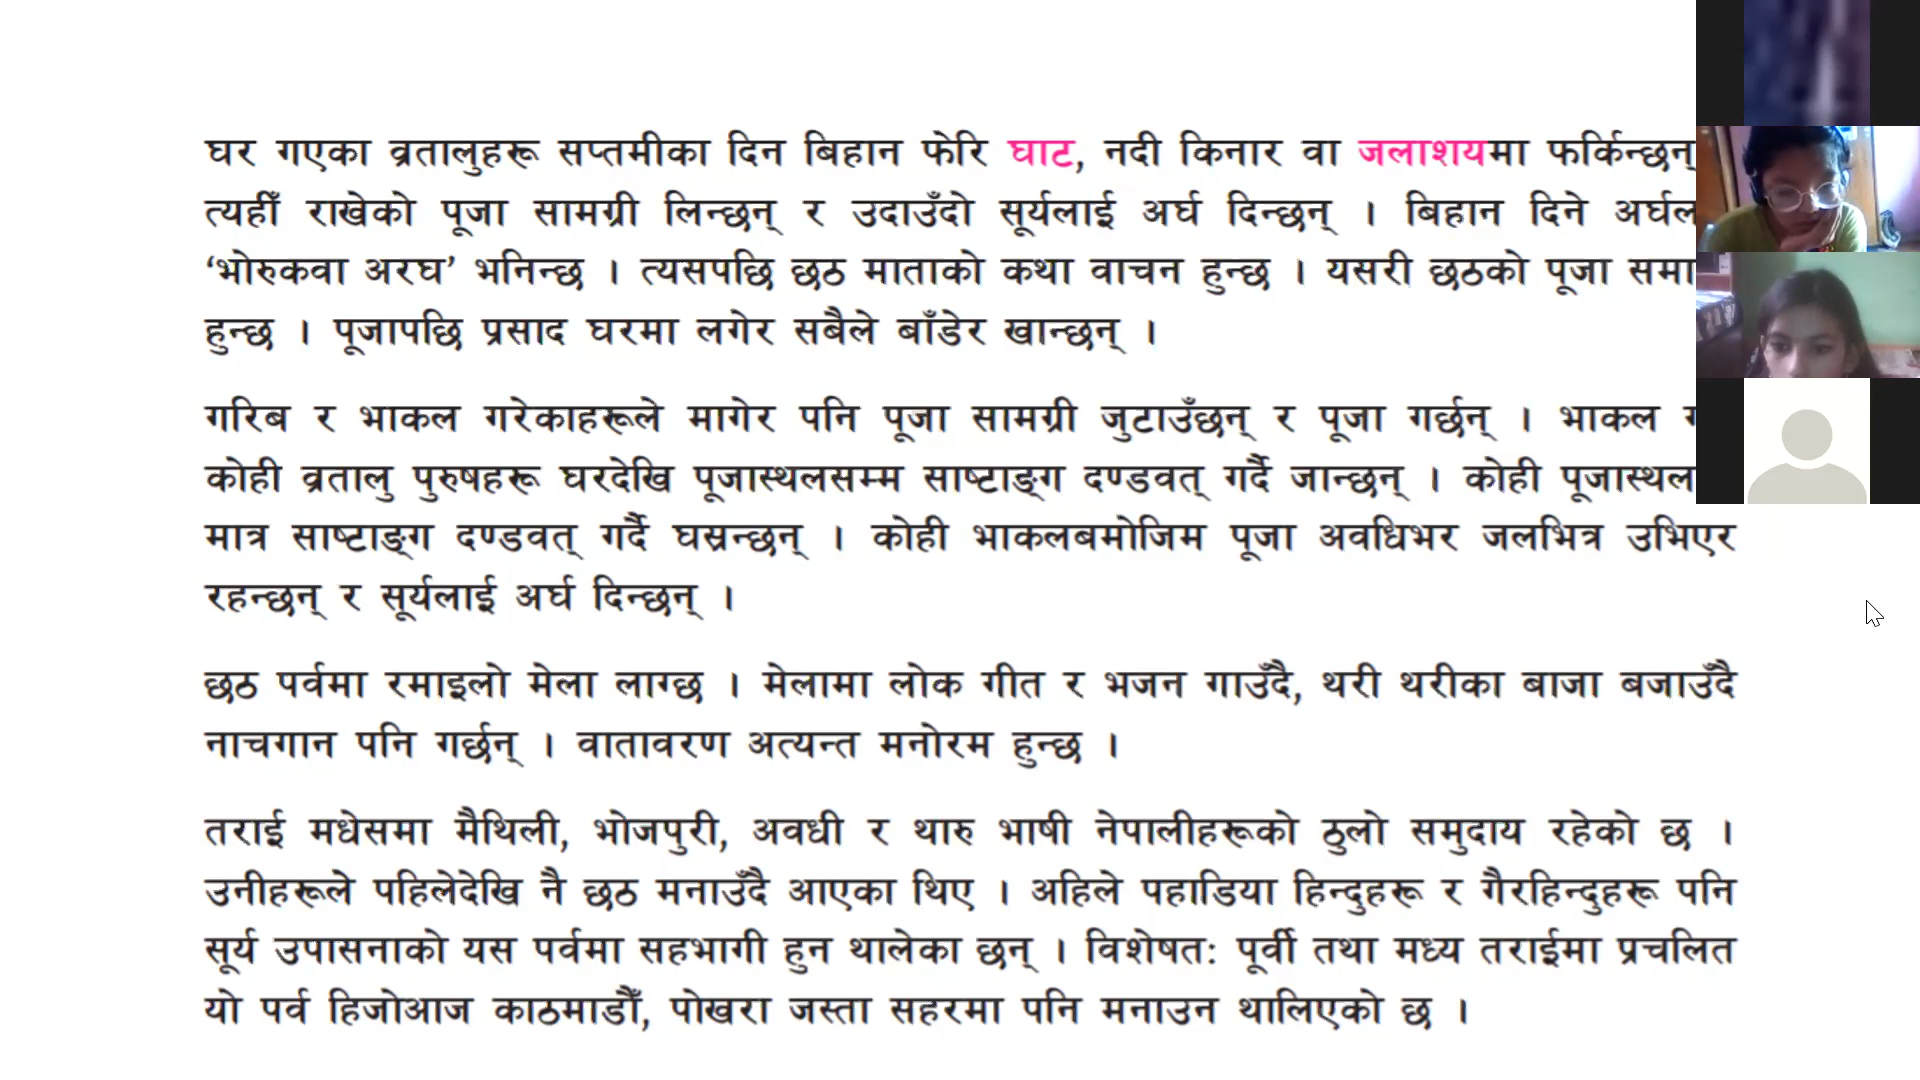 घर गएका व्रतालुहरू सप्तमीका दिन बिहान फेरि घाट, नदी किनार वा जलाशयमा फर्किन्छन्
त्यहीँ राखेको पूजा सामग्री लिन्छन् र उदाउँदो सूर्यलाई अर्घ दिन्छन् । बिहान दिने
‘भोरुकवा अरघ’ भनिन्छ । त्यसपछि छठ माताको कथा वाचन हुन्छ । यसरी छठको पूजा
हुन्छ । पूजापछि प्रसाद घरमा लगेर सबैले बाँडेर खान्छन् ।
गरिब र भाकल गरेकाहरूले मागेर पनि पूजा सामग्री जुटाउँछन् र पूजा गर्छन् । भाकल
कोही व्रतालु पुरुषहरू घरदेखि पूजास्थलसम्म साष्टाङ्ग दण्डवत् गर्दै जान्छन् । कोही
मात्र साष्टाङ्ग दण्डवत् गर्दै घस्रन्छन् । कोही भाकलबमोजिम पूजा अवधिभर जलभित्र उभिएर
रहन्छन् र सूर्यलाई अर्घ दिन्छन् ।
छठ पर्वमा रमाइलो मेला लाग्छ । मेलामा लोक गीत र भजन गाउँदै, थरी थरीका बाजा बजाउँदै
नाचगान पनि गर्छन् । वातावरण अत्यन्त मनोरम हुन्छ ।
तराई मधेसमा मैथिली, भोजपुरी, अवधी र थारु भाषी नेपालीहरूको ठुलो समुदाय रहेको छ ।
उनीहरूले पहिलेदेखि नै छठ मनाउँदै आएका थिए । अहिले पहाडिया हिन्दुहरू र गैरहिन्दुहरू पनि
सूर्य उपासनाको यस पर्वमा सहभागी हुन थालेका छन् । विशेषत: पूर्वी तथा मध्य तराईमा प्रचलित
यो पर्व हिजोआज काठमाडौँ, पोखरा जस्ता सहरमा पनि मनाउन थालिएको छ ।